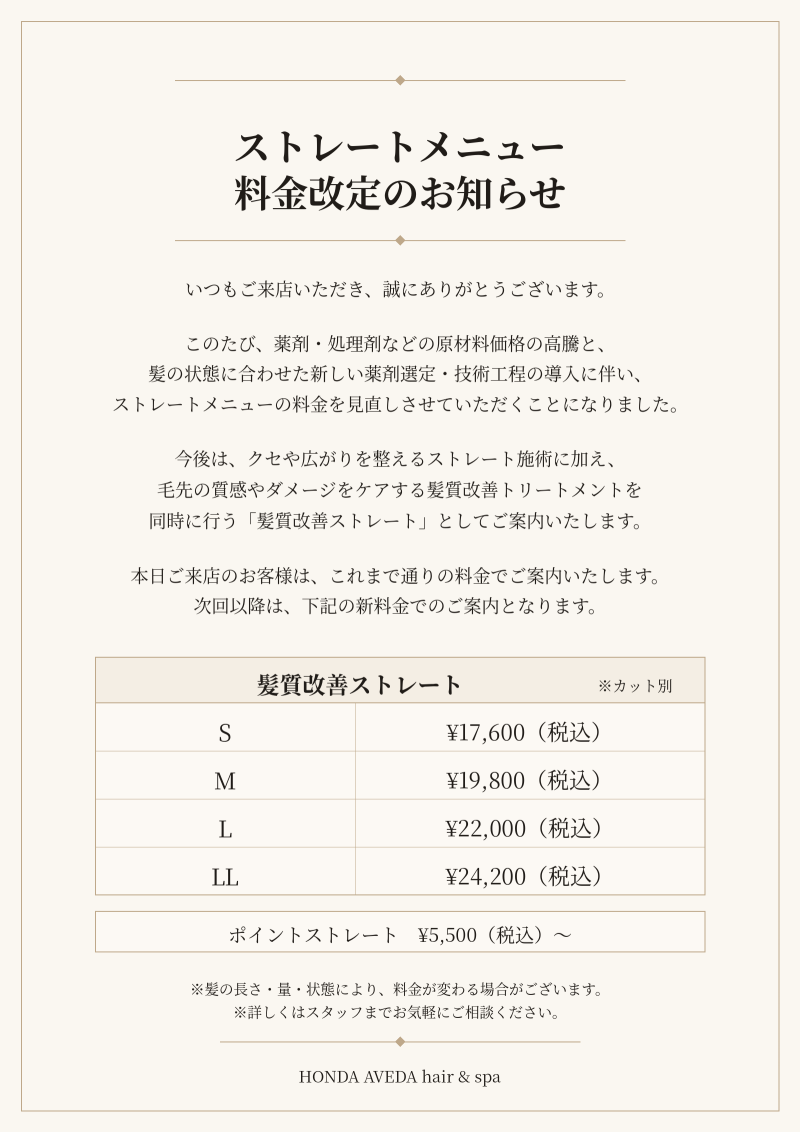 ストレートメニュー
料金改定のお知らせ
いつもご来店いただき、誠にありがとうございます。
このたび、薬剤・処理剤などの原材料価格の高騰と、
髪の状態に合わせた新しい薬剤選定・技術工程の導入に伴い、
ストレートメニューの料金を見直しさせていただくことになりました。
今後は、クセや広がりを整えるストレート施術に加え、
毛先の質感やダメージをケアする髪質改善トリートメントを
同時に行う「髪質改善ストレート」としてご案内いたします。
本日ご来店のお客様は、これまで通りの料金でご案内いたします。
次回以降は、下記の新料金でのご案内となります。
髪質改善ストレート ※カット別
S ¥17,600（税込）
M ¥19,800（税込）
L ¥22,000（税込）
LL ¥24,200（税込）
ポイントストレート ¥5,500（税込）〜
※髪の長さ・量・状態により、料金が変わる場合がございます。
※詳しくはスタッフまでお気軽にご相談ください。
HONDA AVEDA hair & spa